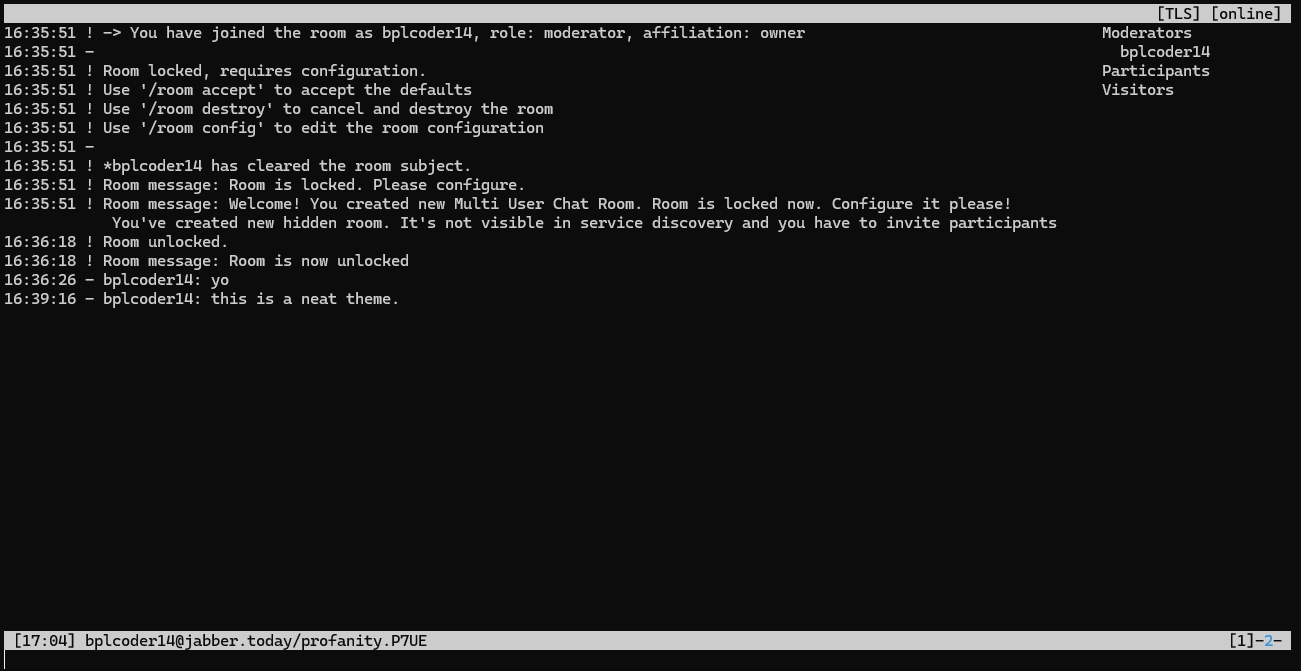 [TLS] [online]
16:35:51 ! -> You have joined the room as bplcoder14, role: moderator, affiliation: owner
16:35:51 -
16:35:51 ! Room locked, requires configuration.
16:35:51 ! Use '/room accept' to accept the defaults
16:35:51 ! Use '/room destroy' to cancel and destroy the room
16:35:51 ! Use '/room config' to edit the room configuration
16:35:51 -
16:35:51 ! *bplcoder14 has cleared the room subject.
16:35:51 ! Room message: Room is locked. Please configure.
16:35:51 ! Room message: Welcome! You created new Multi User Chat Room. Room is locked now. Configure it please!
You've created new hidden room. It's not visible in service discovery and you have to invite participants
16:36:18 ! Room unlocked.
16:36:18 ! Room message: Room is now unlocked
16:36:26 - bplcoder14: yo
16:39:16 - bplcoder14: this is a neat theme.
Moderators
bplcoder14
Participants
Visitors
[17:04] bplcoder14@jabber.today/profanity.P7UE
[1]-2-